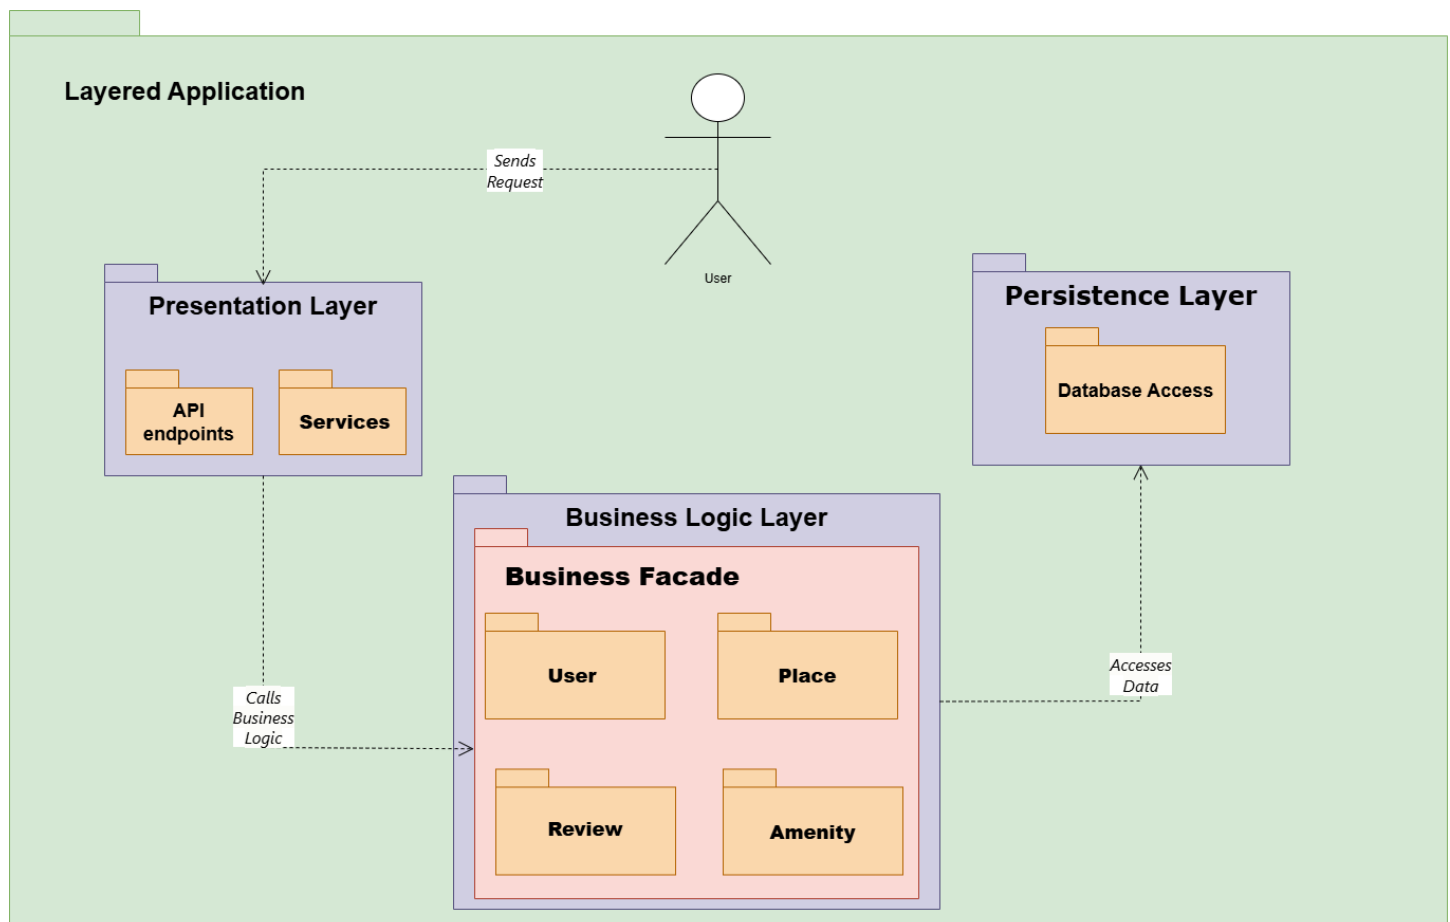 Layered Application
Sends
Request
User
Presentation Layer
API
endpoints
Services
Persistence Layer
Database Access
Business Logic Layer
Business Facade
User
Place
Review
Amenity
Calls
Business
Logic
Accesses
Data